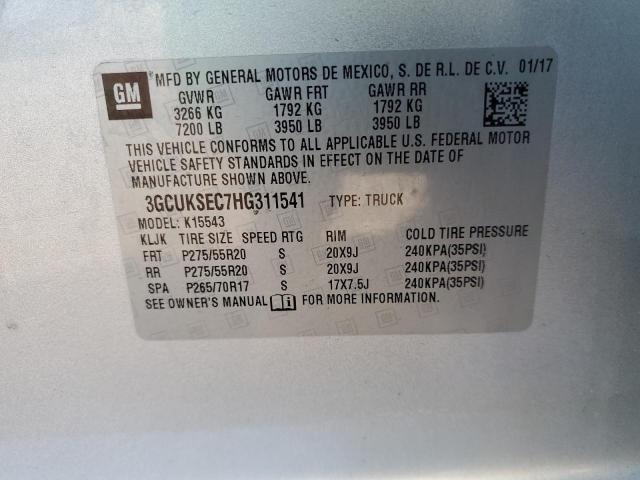 GM
MFD BY GENERAL MOTORS DE MEXICO, S. DE R.L. DE C.V. 01/17
GVWR GAWR FRT GAWR RR
3266 KG 1792 KG 1792 KG
7200 LB 3950 LB 3950 LB
THIS VEHICLE CONFORMS TO ALL APPLICABLE U.S. FEDERAL MOTOR
VEHICLE SAFETY STANDARDS IN EFFECT ON THE DATE OF
MANUFACTURE SHOWN ABOVE.
3GCUKSEC7HG311541 TYPE: TRUCK
MODEL: K15543
KLJK TIRE SIZE SPEED RTG RIM COLD TIRE PRESSURE
FRT P275/55R20 S 20X9J 240KPA(35PSI)
RR P275/55R20 S 20X9J 240KPA(35PSI)
SPA P265/70R17 S 17X7.5J 240KPA(35PSI)
SEE OWNER'S MANUAL FOR MORE INFORMATION.